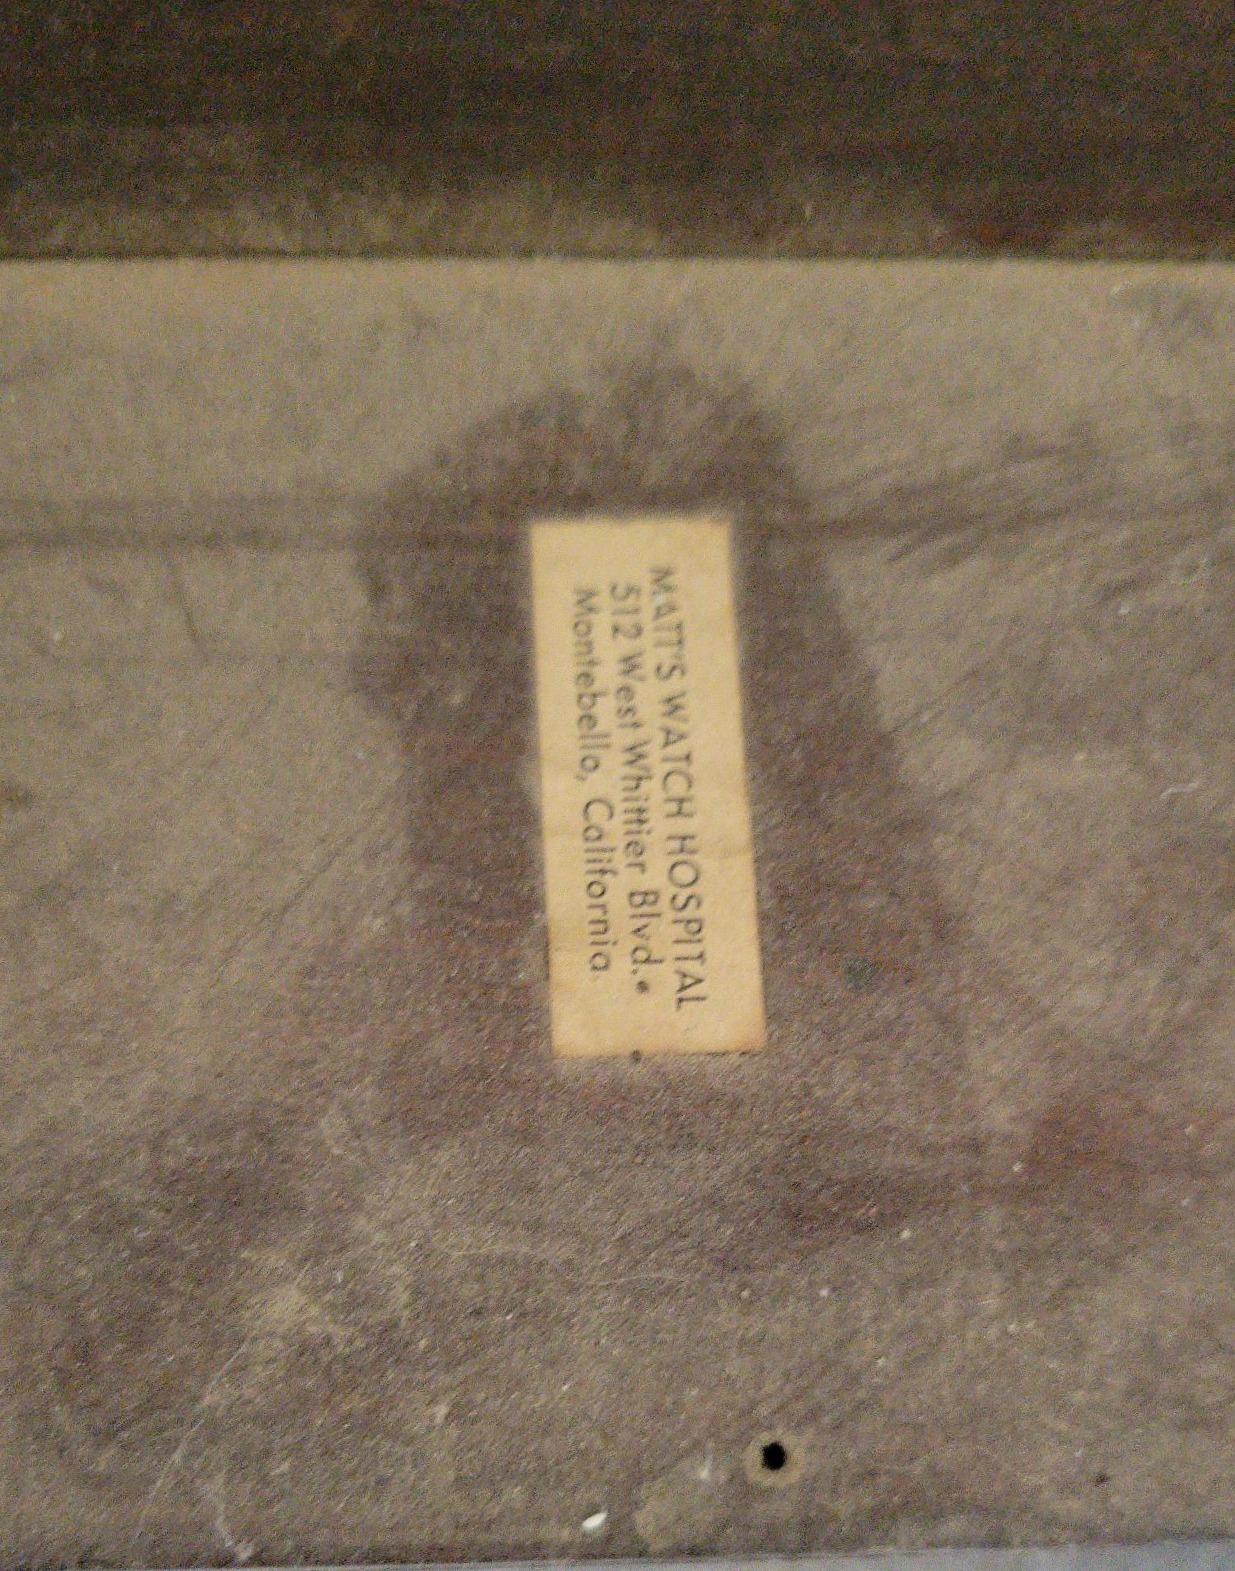 MATT'S WATCH HOSPITAL
512 West Whittier Blvd.
Montebello, California